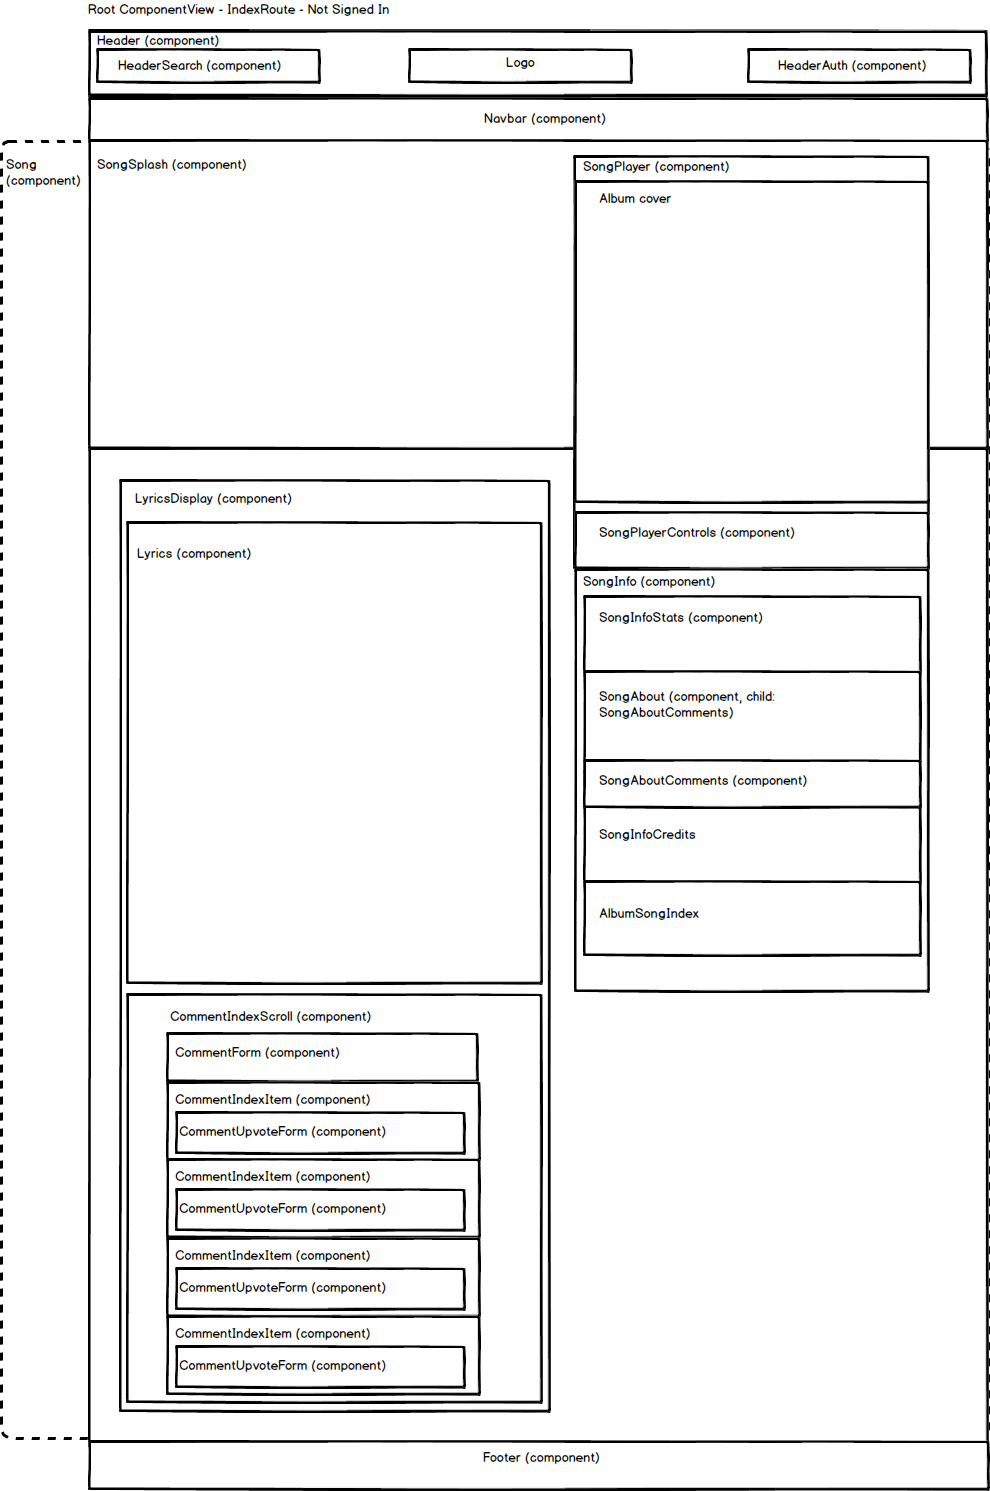 Root ComponentView - IndexRoute - Not Signed In
Header (component)
HeaderSearch (component)
Logo
HeaderAuth (component)
Navbar (component)
Song
(component)
SongSplash (component)
SongPlayer (component)
Album cover
LyricsDisplay (component)
Lyrics (component)
SongPlayerControls (component)
SongInfo (component)
SongInfoStats (component)
SongAbout (component, child:
SongAboutComments)
SongAboutComments (component)
SongInfoCredits
AlbumSongIndex
CommentIndexScroll (component)
CommentForm (component)
CommentIndexItem (component)
CommentUpvoteForm (component)
CommentIndexItem (component)
CommentUpvoteForm (component)
CommentIndexItem (component)
CommentUpvoteForm (component)
CommentIndexItem (component)
CommentUpvoteForm (component)
Footer (component)